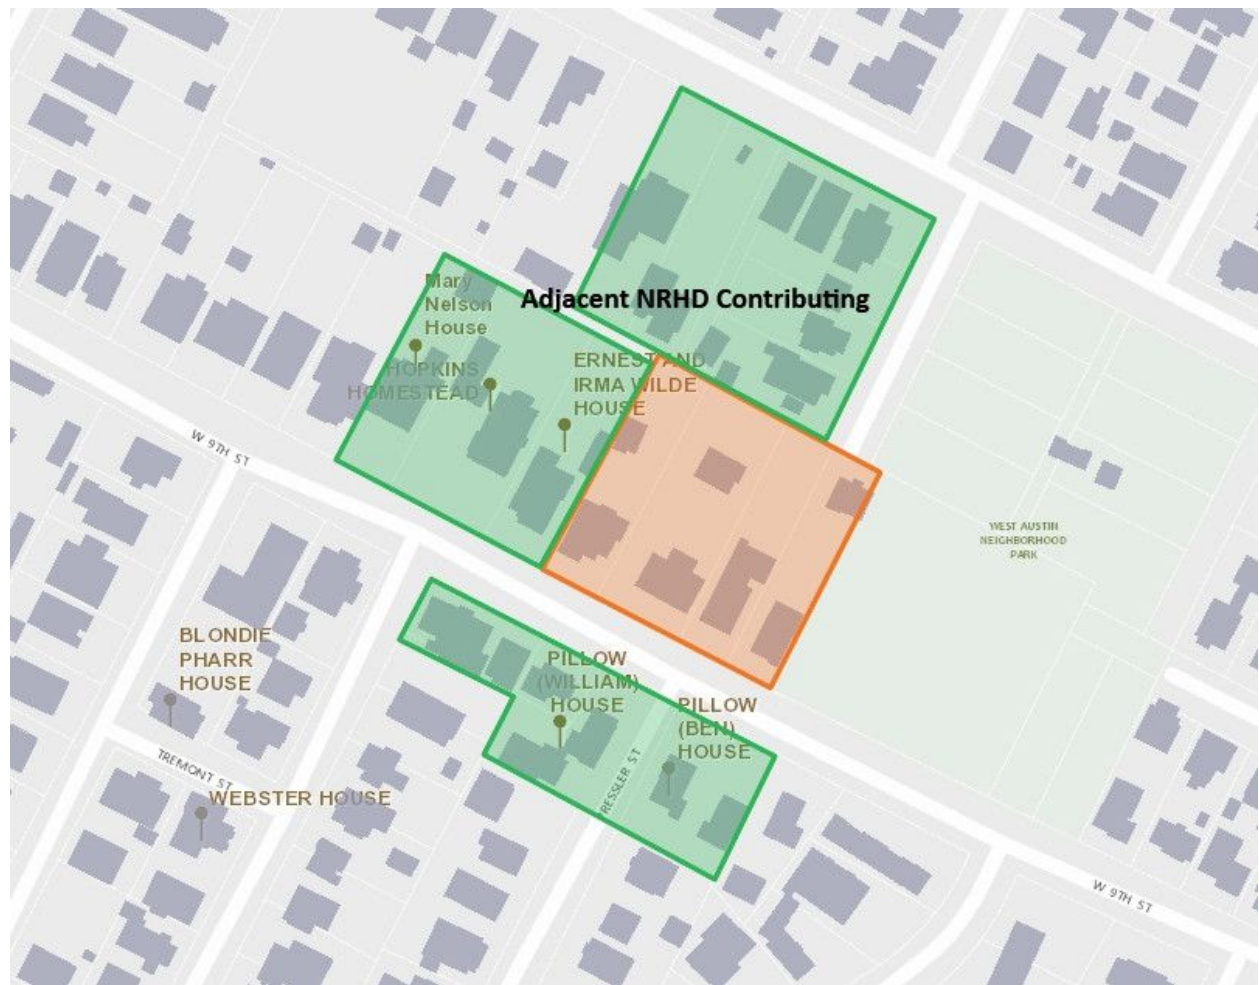 Adjacent NRHD Contributing
Mary
Nelson
House
HOPKINS
HOMESTEAD
ERNEST AND
IRMA WILDE
HOUSE
W 9TH ST
WEST AUSTIN
NEIGHBORHOOD
PARK
BLONDIE
PHARR
HOUSE
PILLOW
(WILLIAM)
HOUSE
PILLOW
(BEN)
HOUSE
TREMONT ST
RESSLER ST
WEBSTER HOUSE
W 9TH ST